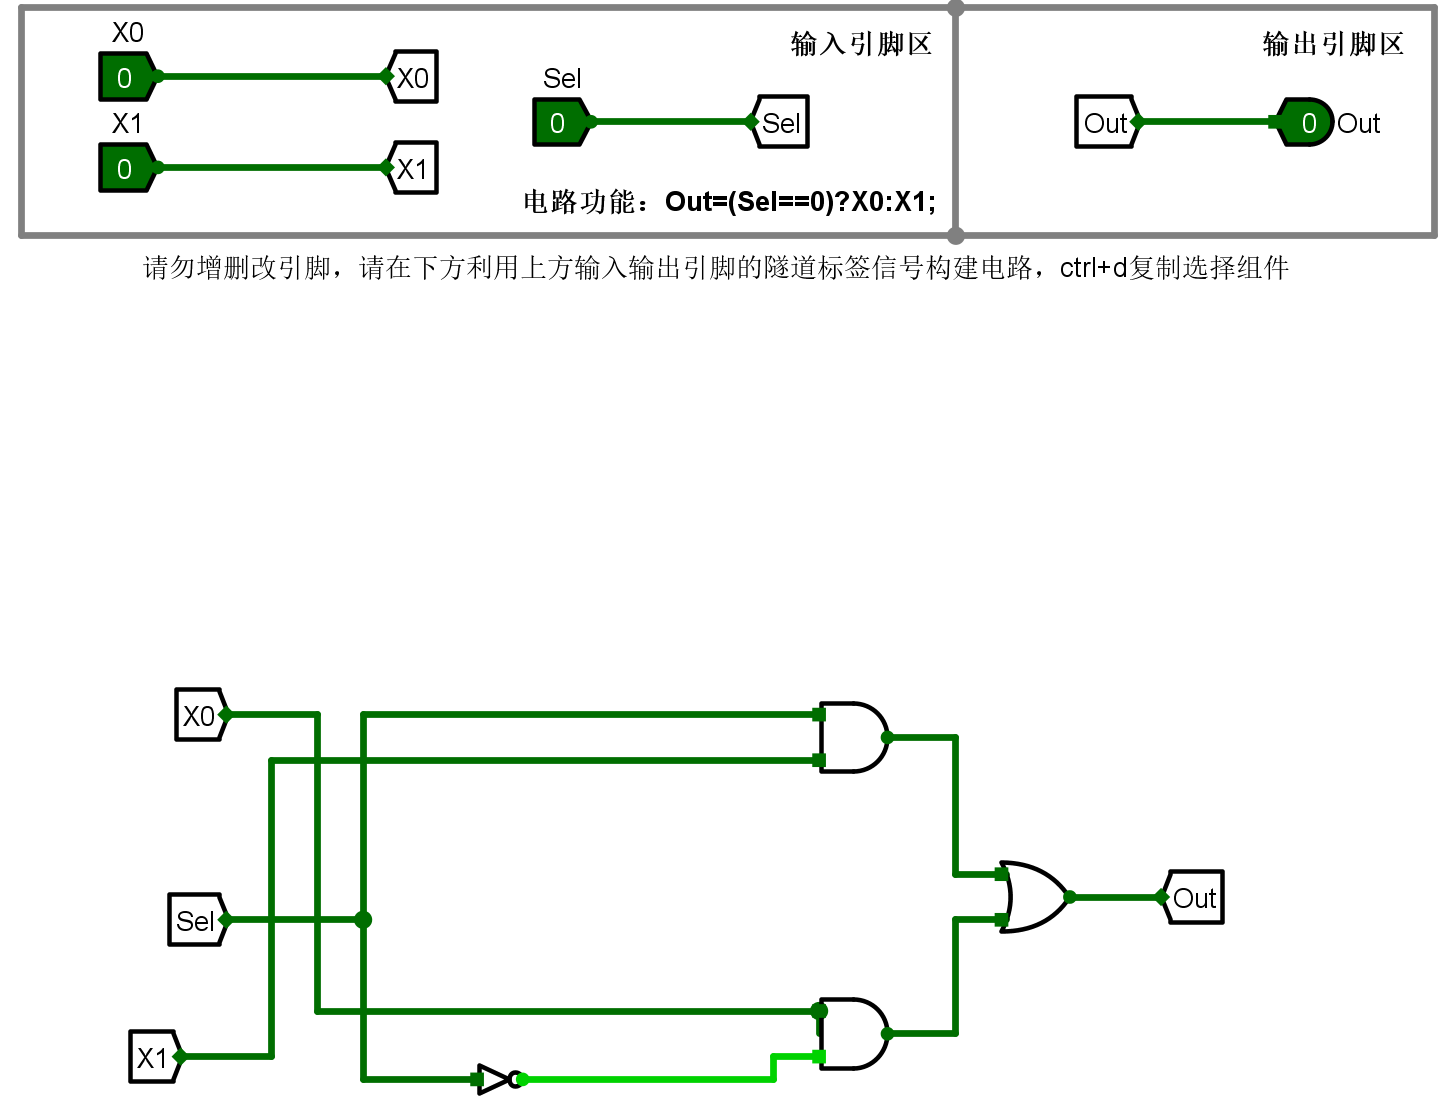 X0
0
X0
X1
0
X1
Sel
0
Sel
输入引脚区
电路功能：Out=(Sel==0)?X0:X1;
输出引脚区
Out
0
Out
请勿增删改引脚，请在下方利用上方输入输出引脚的隧道标签信号构建电路，ctrl+d复制选择组件
X0
Sel
X1
Out